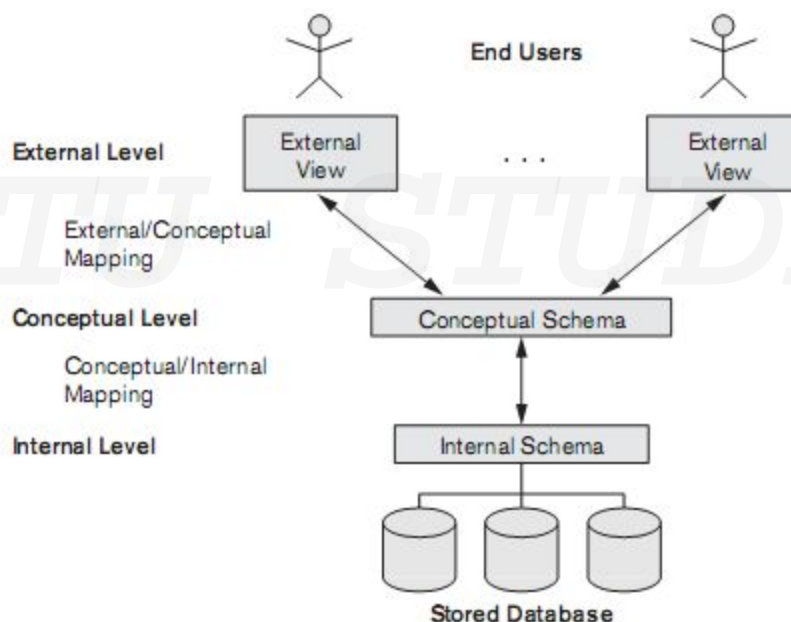 End Users
External Level
External
View
. . .
External
View
External/Conceptual
Mapping
Conceptual Level
Conceptual Schema
Conceptual/Internal
Mapping
Internal Level
Internal Schema
Stored Database